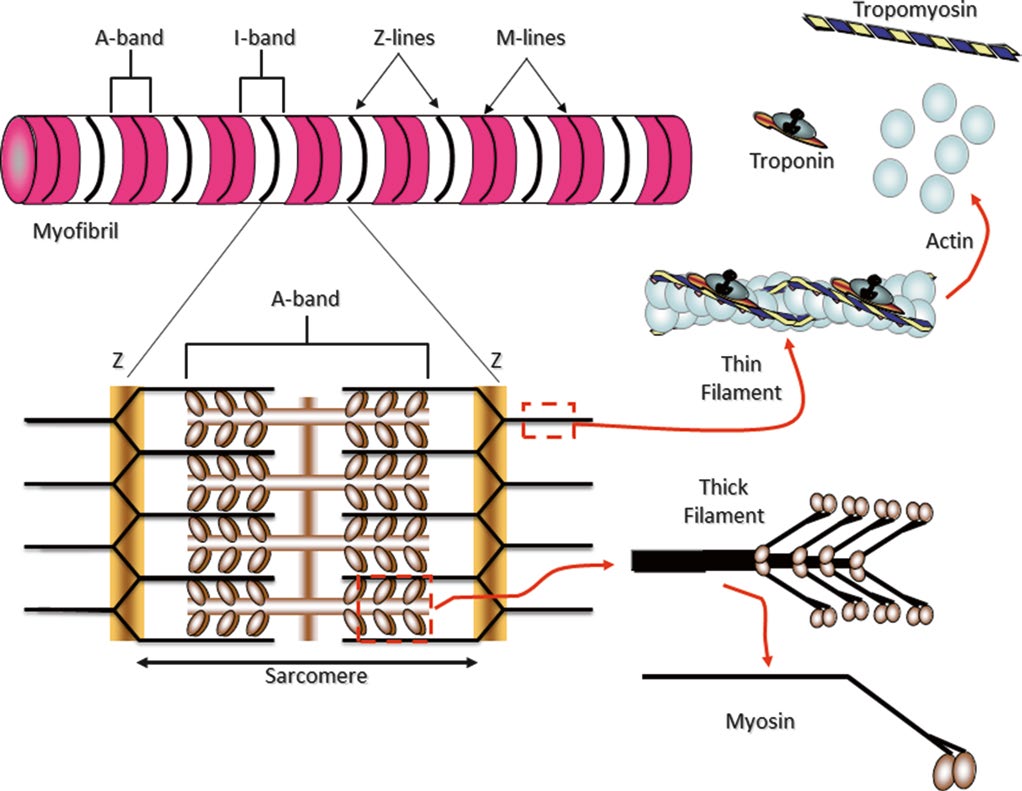 Tropomyosin
A-band
I-band
Z-lines
M-lines
Troponin
Myofibril
Actin
A-band
Z
Z
Thin
Filament
Thick
Filament
Sarcomere
Myosin